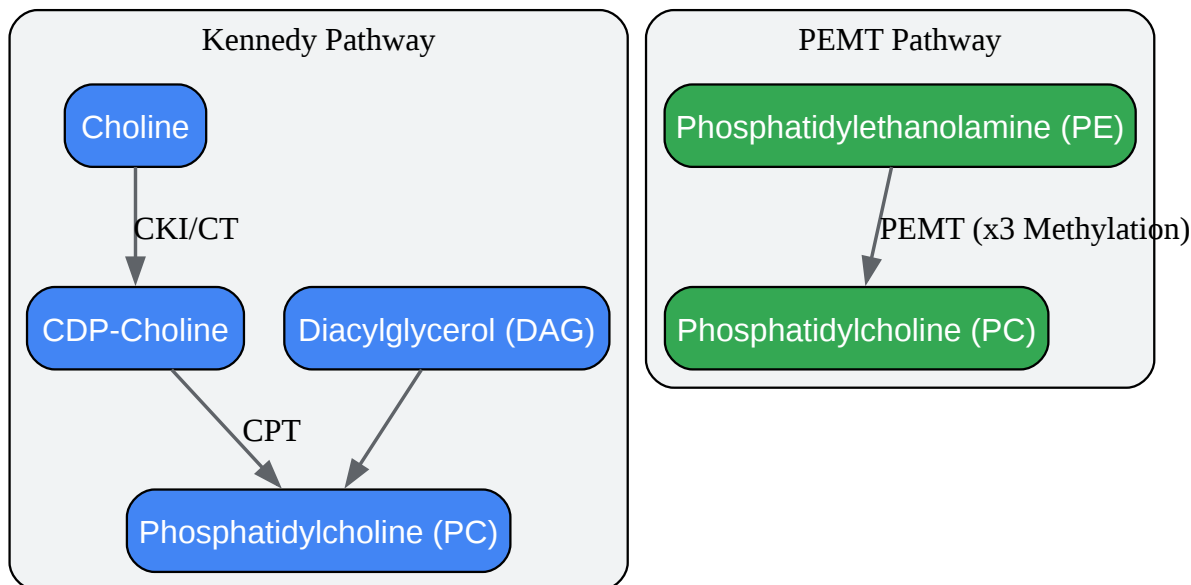 Kennedy Pathway
Choline
CKI/CT
CDP-Choline
Diacylglycerol (DAG)
CPT
Phosphatidylcholine (PC)
PEMT Pathway
Phosphatidylethanolamine (PE)
PEMT (x3 Methylation)
Phosphatidylcholine (PC)